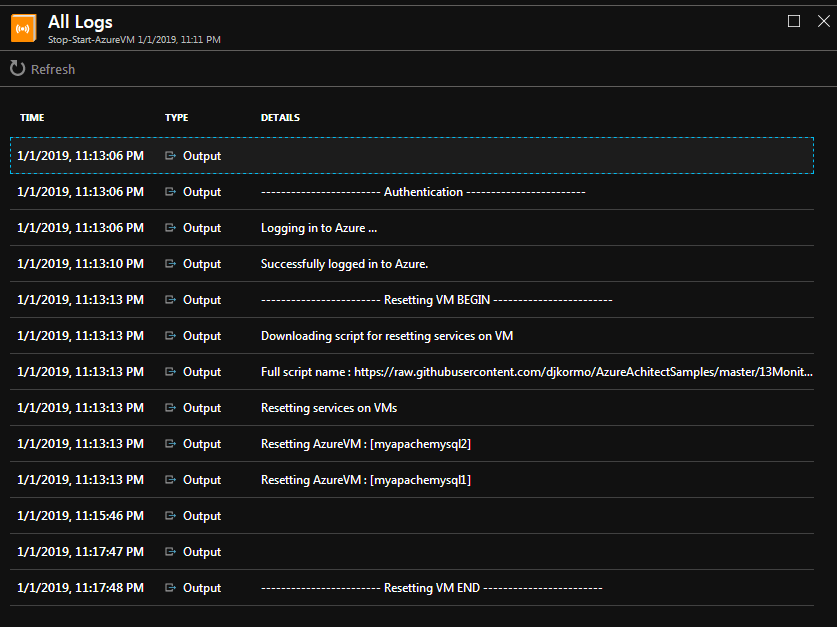 All Logs
Stop-Start-AzureVM 1/1/2019, 11:11 PM
Refresh
TIME TYPE DETAILS
1/1/2019, 11:13:06 PM Output
1/1/2019, 11:13:06 PM Output ------------------------ Authentication ------------------------
1/1/2019, 11:13:06 PM Output Logging in to Azure ...
1/1/2019, 11:13:10 PM Output Successfully logged in to Azure.
1/1/2019, 11:13:13 PM Output ------------------------ Resetting VM BEGIN ------------------------
1/1/2019, 11:13:13 PM Output Downloading script for resetting services on VM
1/1/2019, 11:13:13 PM Output Full script name : https://raw.githubusercontent.com/djkormo/AzureAchitectSamples/master/13Monit...
1/1/2019, 11:13:13 PM Output Resetting services on VMs
1/1/2019, 11:13:13 PM Output Resetting AzureVM : [myapachemysql2]
1/1/2019, 11:13:13 PM Output Resetting AzureVM : [myapachemysql1]
1/1/2019, 11:15:46 PM Output
1/1/2019, 11:17:47 PM Output
1/1/2019, 11:17:48 PM Output ------------------------ Resetting VM END ------------------------